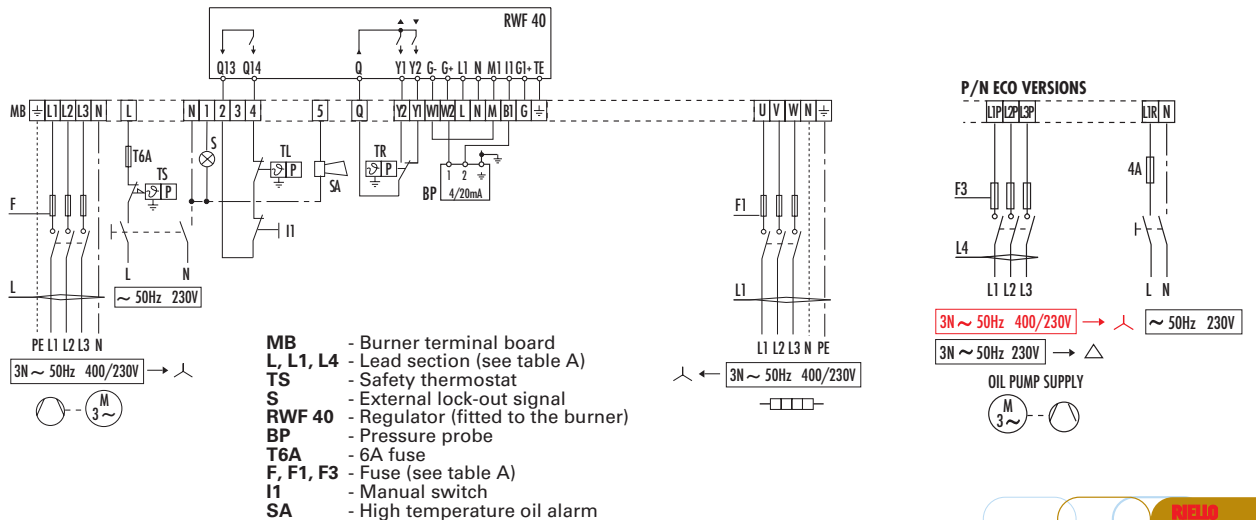 RWF 40
Q13 Q14 Q Y1 Y2 G- G+ L1 N M1 I1 G1+ TE
MB L1 L2 L3 N L N 1 2 3 4 5 Q Y2 Y1 W1 W2 L N M B1 G U V W N
T6A
TS
P
S
TL
P
SA
TR
P
1 2
BP 4/20mA
I1
F
L
L N
~ 50Hz 230V
PE L1 L2 L3 N
3N ~ 50Hz 400/230V
M
3~
F1
L1
L1 L2 L3 N PE
3N ~ 50Hz 400/230V
P/N ECO VERSIONS
L1P L2P L3P L1R N
4A
F3
L4
L1 L2 L3 L N
3N ~ 50Hz 400/230V ~ 50Hz 230V
3N ~ 50Hz 230V
OIL PUMP SUPPLY
M
3~
MB - Burner terminal board
L, L1, L4 - Lead section (see table A)
TS - Safety thermostat
S - External lock-out signal
RWF 40 - Regulator (fitted to the burner)
BP - Pressure probe
T6A - 6A fuse
F, F1, F3 - Fuse (see table A)
I1 - Manual switch
SA - High temperature oil alarm
RIELLO